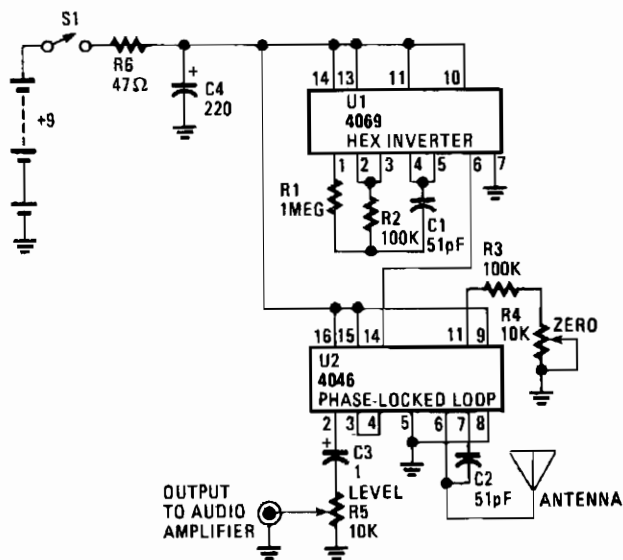 S1
R6
47Ω
+
C4
220
+9
14 13 11 10
U1
4069
HEX INVERTER
1 2 3 4 5 6 7
R1
1MEG
R2
100K
C1
51pF
R3
100K
R4
10K
ZERO
16 15 14 11 9
U2
4046
PHASE-LOCKED LOOP
2 3 4 5 6 7 8
+
C3
1
C2
51pF
ANTENNA
OUTPUT
TO AUDIO
AMPLIFIER
LEVEL
R5
10K